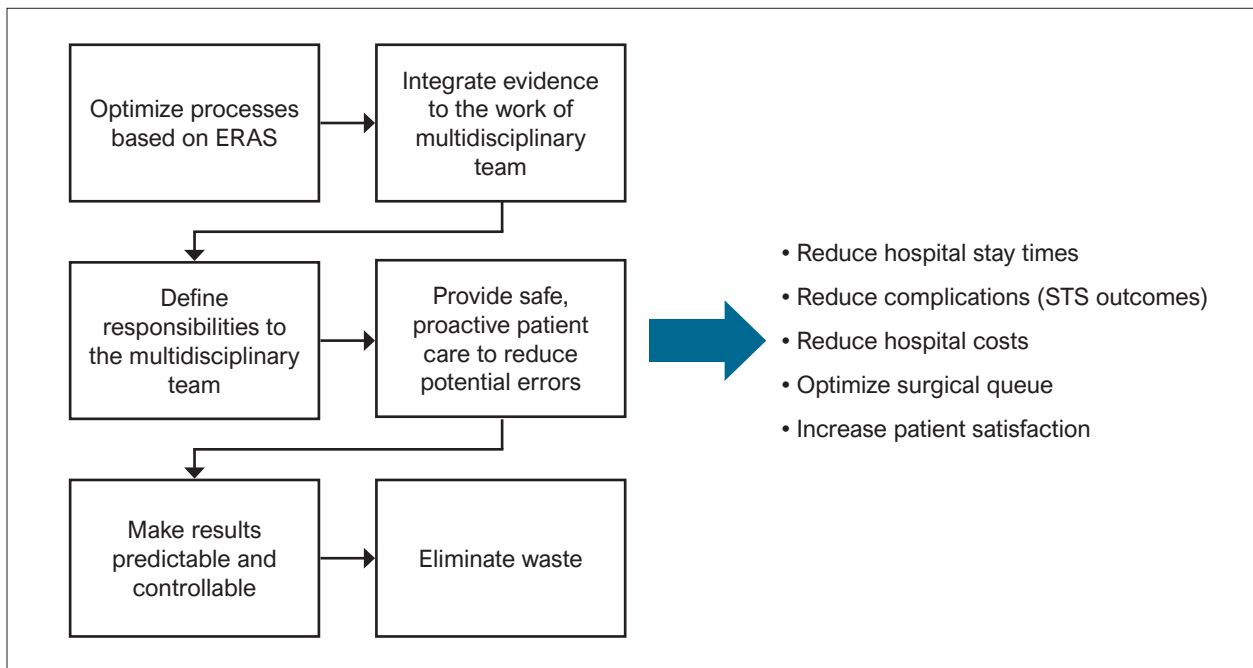 Optimize processes
based on ERAS
Integrate evidence
to the work of
multidisciplinary
team
Define
responsibilities to
the multidisciplinary
team
Provide safe,
proactive patient
care to reduce
potential errors
Make results
predictable and
controllable
Eliminate waste
• Reduce hospital stay times
• Reduce complications (STS outcomes)
• Reduce hospital costs
• Optimize surgical queue
• Increase patient satisfaction